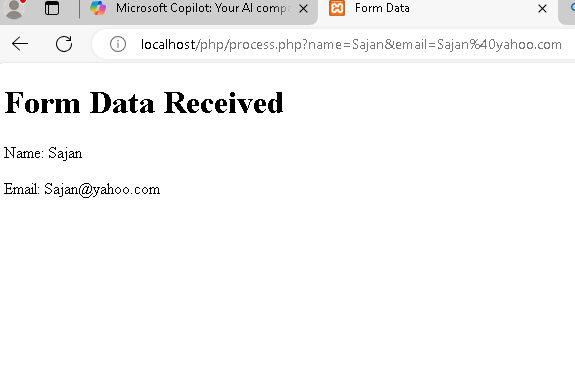 Microsoft Copilot: Your AI comp
Form Data
localhost/php/process.php?name=Sajan&email=Sajan%40yahoo.com
Form Data Received
Name: Sajan
Email: Sajan@yahoo.com